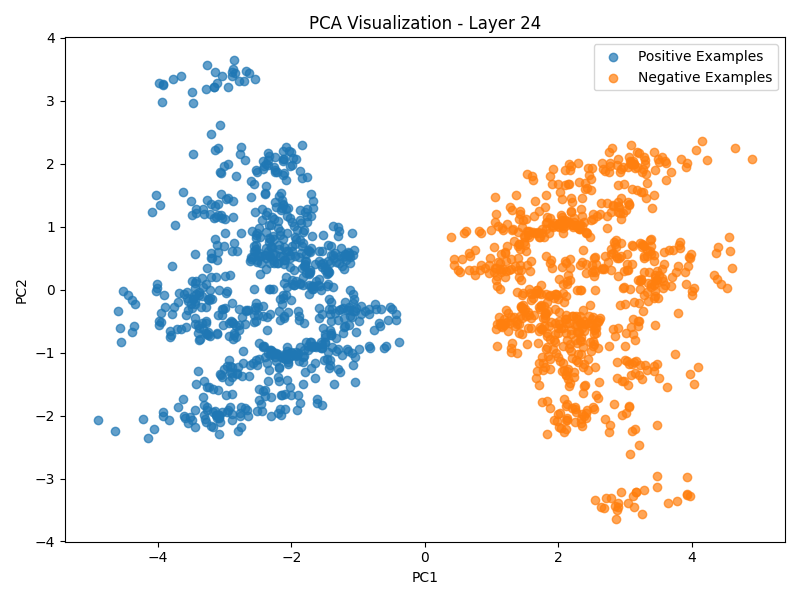 PCA Visualization - Layer 24
Positive Examples
Negative Examples
4
3
2
1
0
−1
−2
−3
−4
PC2
−4
−2
0
2
4
PC1